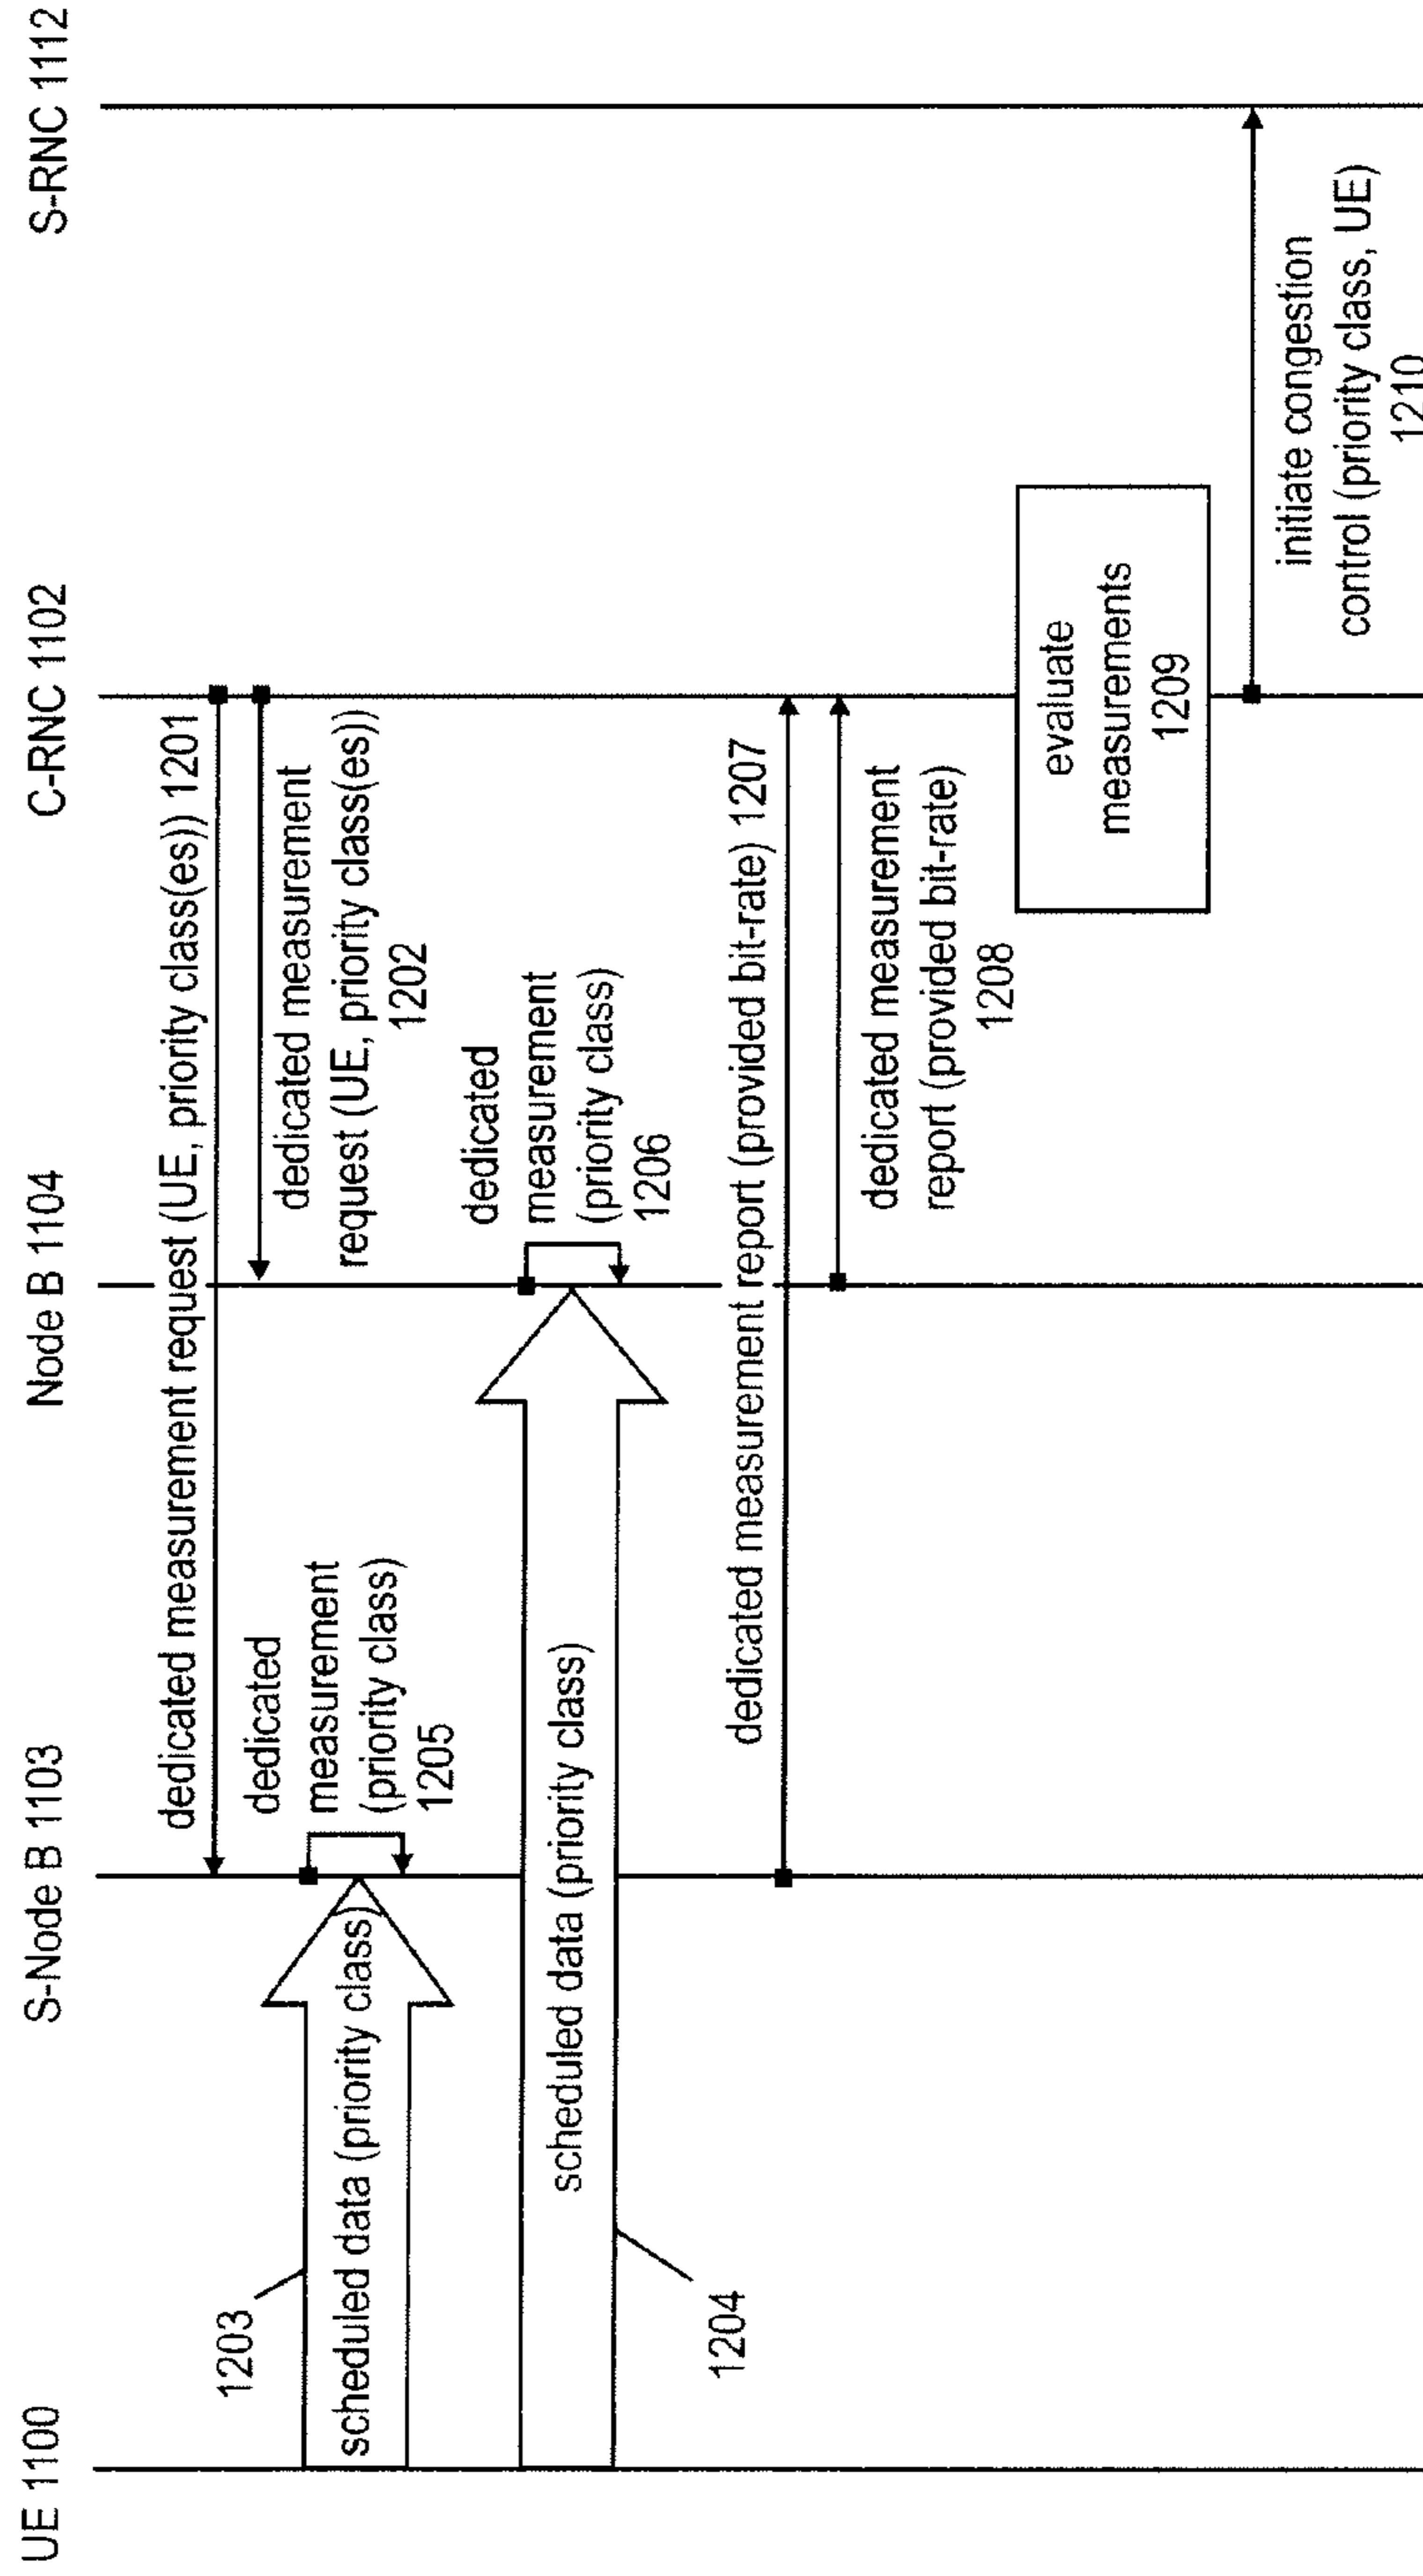 UE 1100
S-Node B 1103
Node B 1104
C-RNC 1102
S-RNC 1112
dedicated measurement request (UE, priority class(es)) 1201
dedicated measurement
request (UE, priority class(es))
1202
1203
scheduled data (priority class)
dedicated
measurement
(priority class)
1205
scheduled data (priority class)
1204
dedicated
measurement
(priority class)
1206
dedicated measurement report (provided bit-rate) 1207
dedicated measurement
report (provided bit-rate)
1208
evaluate
measurements
1209
initiate congestion
control (priority class, UE)
1210